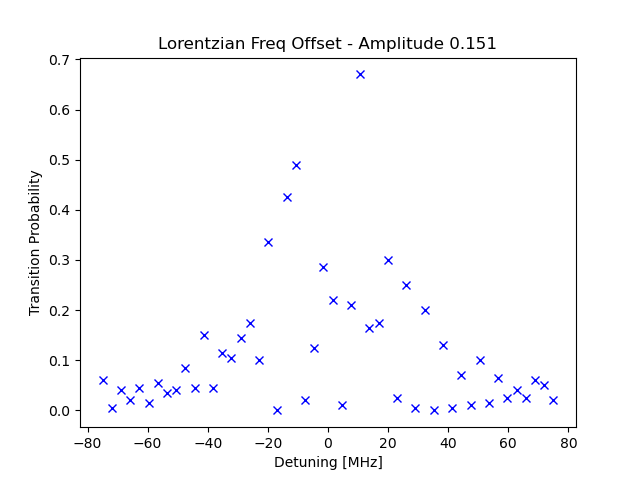 Lorentzian Freq Offset - Amplitude 0.151
0.7
0.6
0.5
0.4
0.3
0.2
0.1
0.0
Transition Probability
−80 −60 −40 −20 0 20 40 60 80
Detuning [MHz]